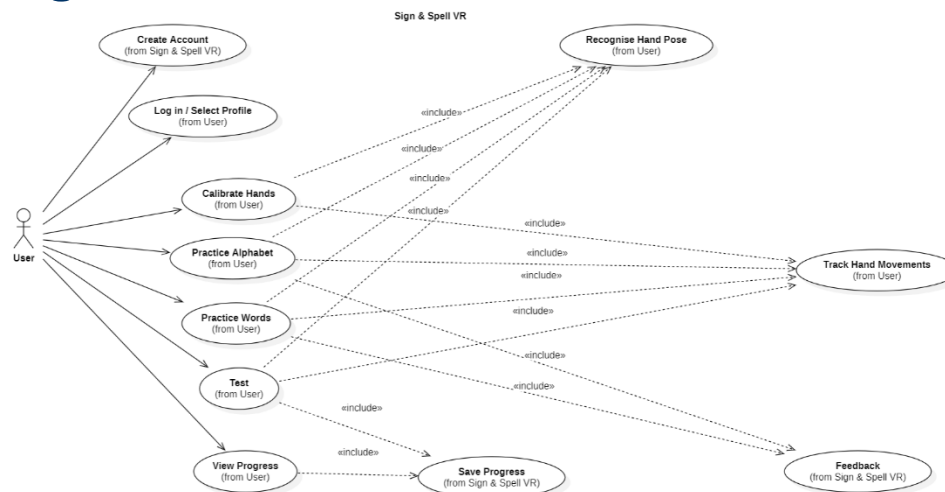 Sign & Spell VR
Create Account
(from Sign & Spell VR)
Recognise Hand Pose
(from User)
Log in / Select Profile
(from User)
«include»
«include»
«include»
«include»
Calibrate Hands
(from User)
User
«include»
Practice Alphabet
(from User)
«include»
Track Hand Movements
(from User)
«include»
Practice Words
(from User)
«include»
«include»
Test
(from User)
«include»
«include»
«include»
View Progress
(from User)
Save Progress
(from Sign & Spell VR)
Feedback
(from Sign & Spell VR)